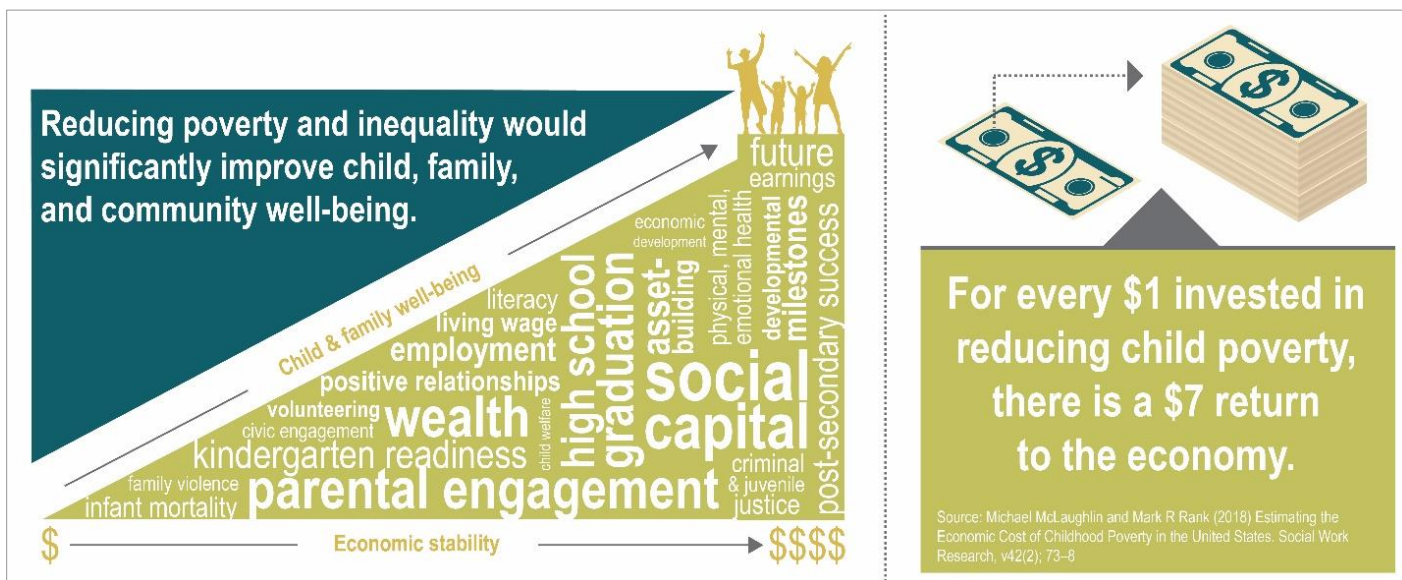 Reducing poverty and inequality would
significantly improve child, family,
and community well-being.
Child & family well-being
future
earnings
economic
development
physical, mental,
emotional health
developmental
milestones
post-secondary success
asset-
building
high school
graduation
literacy
living wage
employment
positive relationships
social
capital
volunteering
civic engagement
wealth
child welfare
kindergarten readiness
family violence
infant mortality
parental engagement
criminal
& juvenile
justice
$
Economic stability
$$$$
$
$
For every $1 invested in
reducing child poverty,
there is a $7 return
to the economy.
Source: Michael McLaughlin and Mark R Rank (2018) Estimating the
Economic Cost of Childhood Poverty in the United States. Social Work
Research, v42(2); 73–8